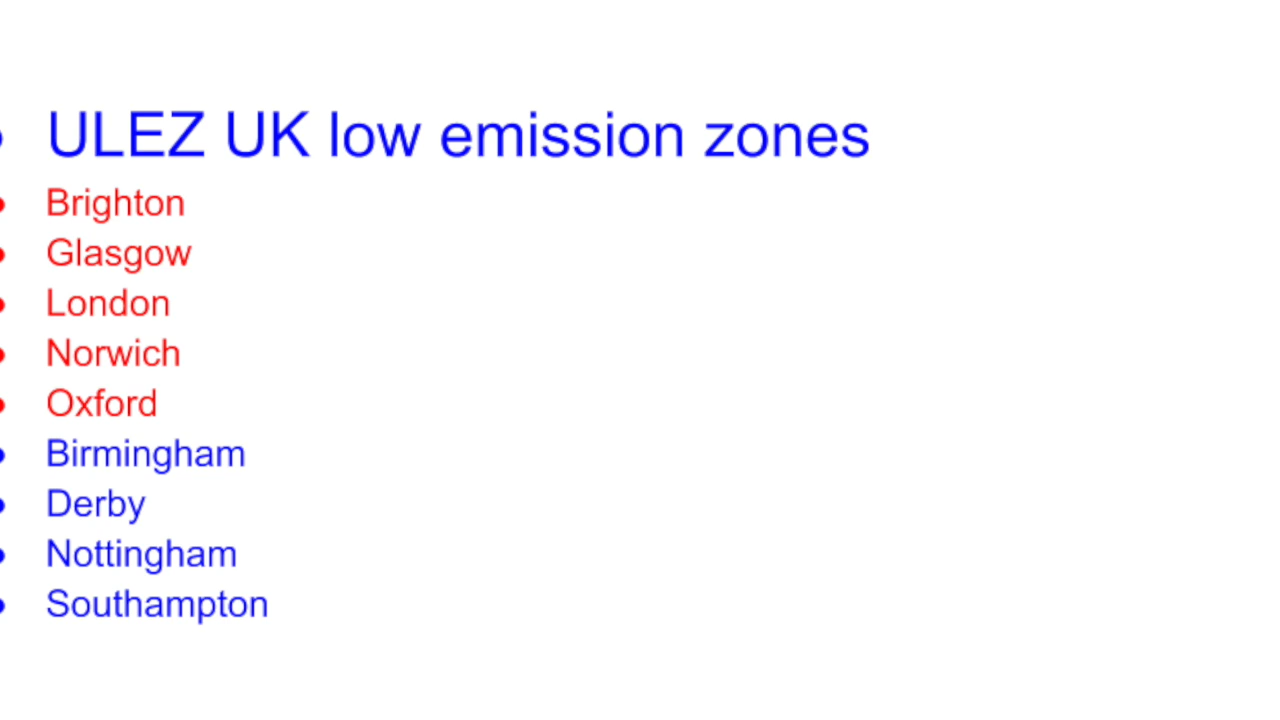 ULEZ UK low emission zones
Brighton
Glasgow
London
Norwich
Oxford
Birmingham
Derby
Nottingham
Southampton